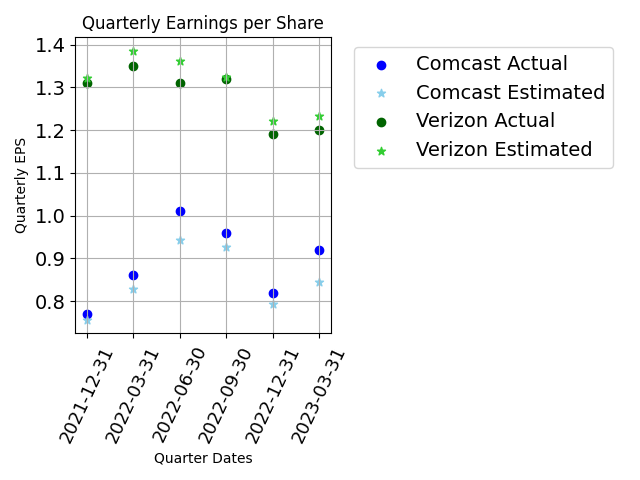 Quarterly Earnings per Share
1.4
1.3
1.2
1.1
1.0
0.9
0.8
Quarterly EPS
2021-12-31
2022-03-31
2022-06-30
2022-09-30
2022-12-31
2023-03-31
Quarter Dates
Comcast Actual
Comcast Estimated
Verizon Actual
Verizon Estimated